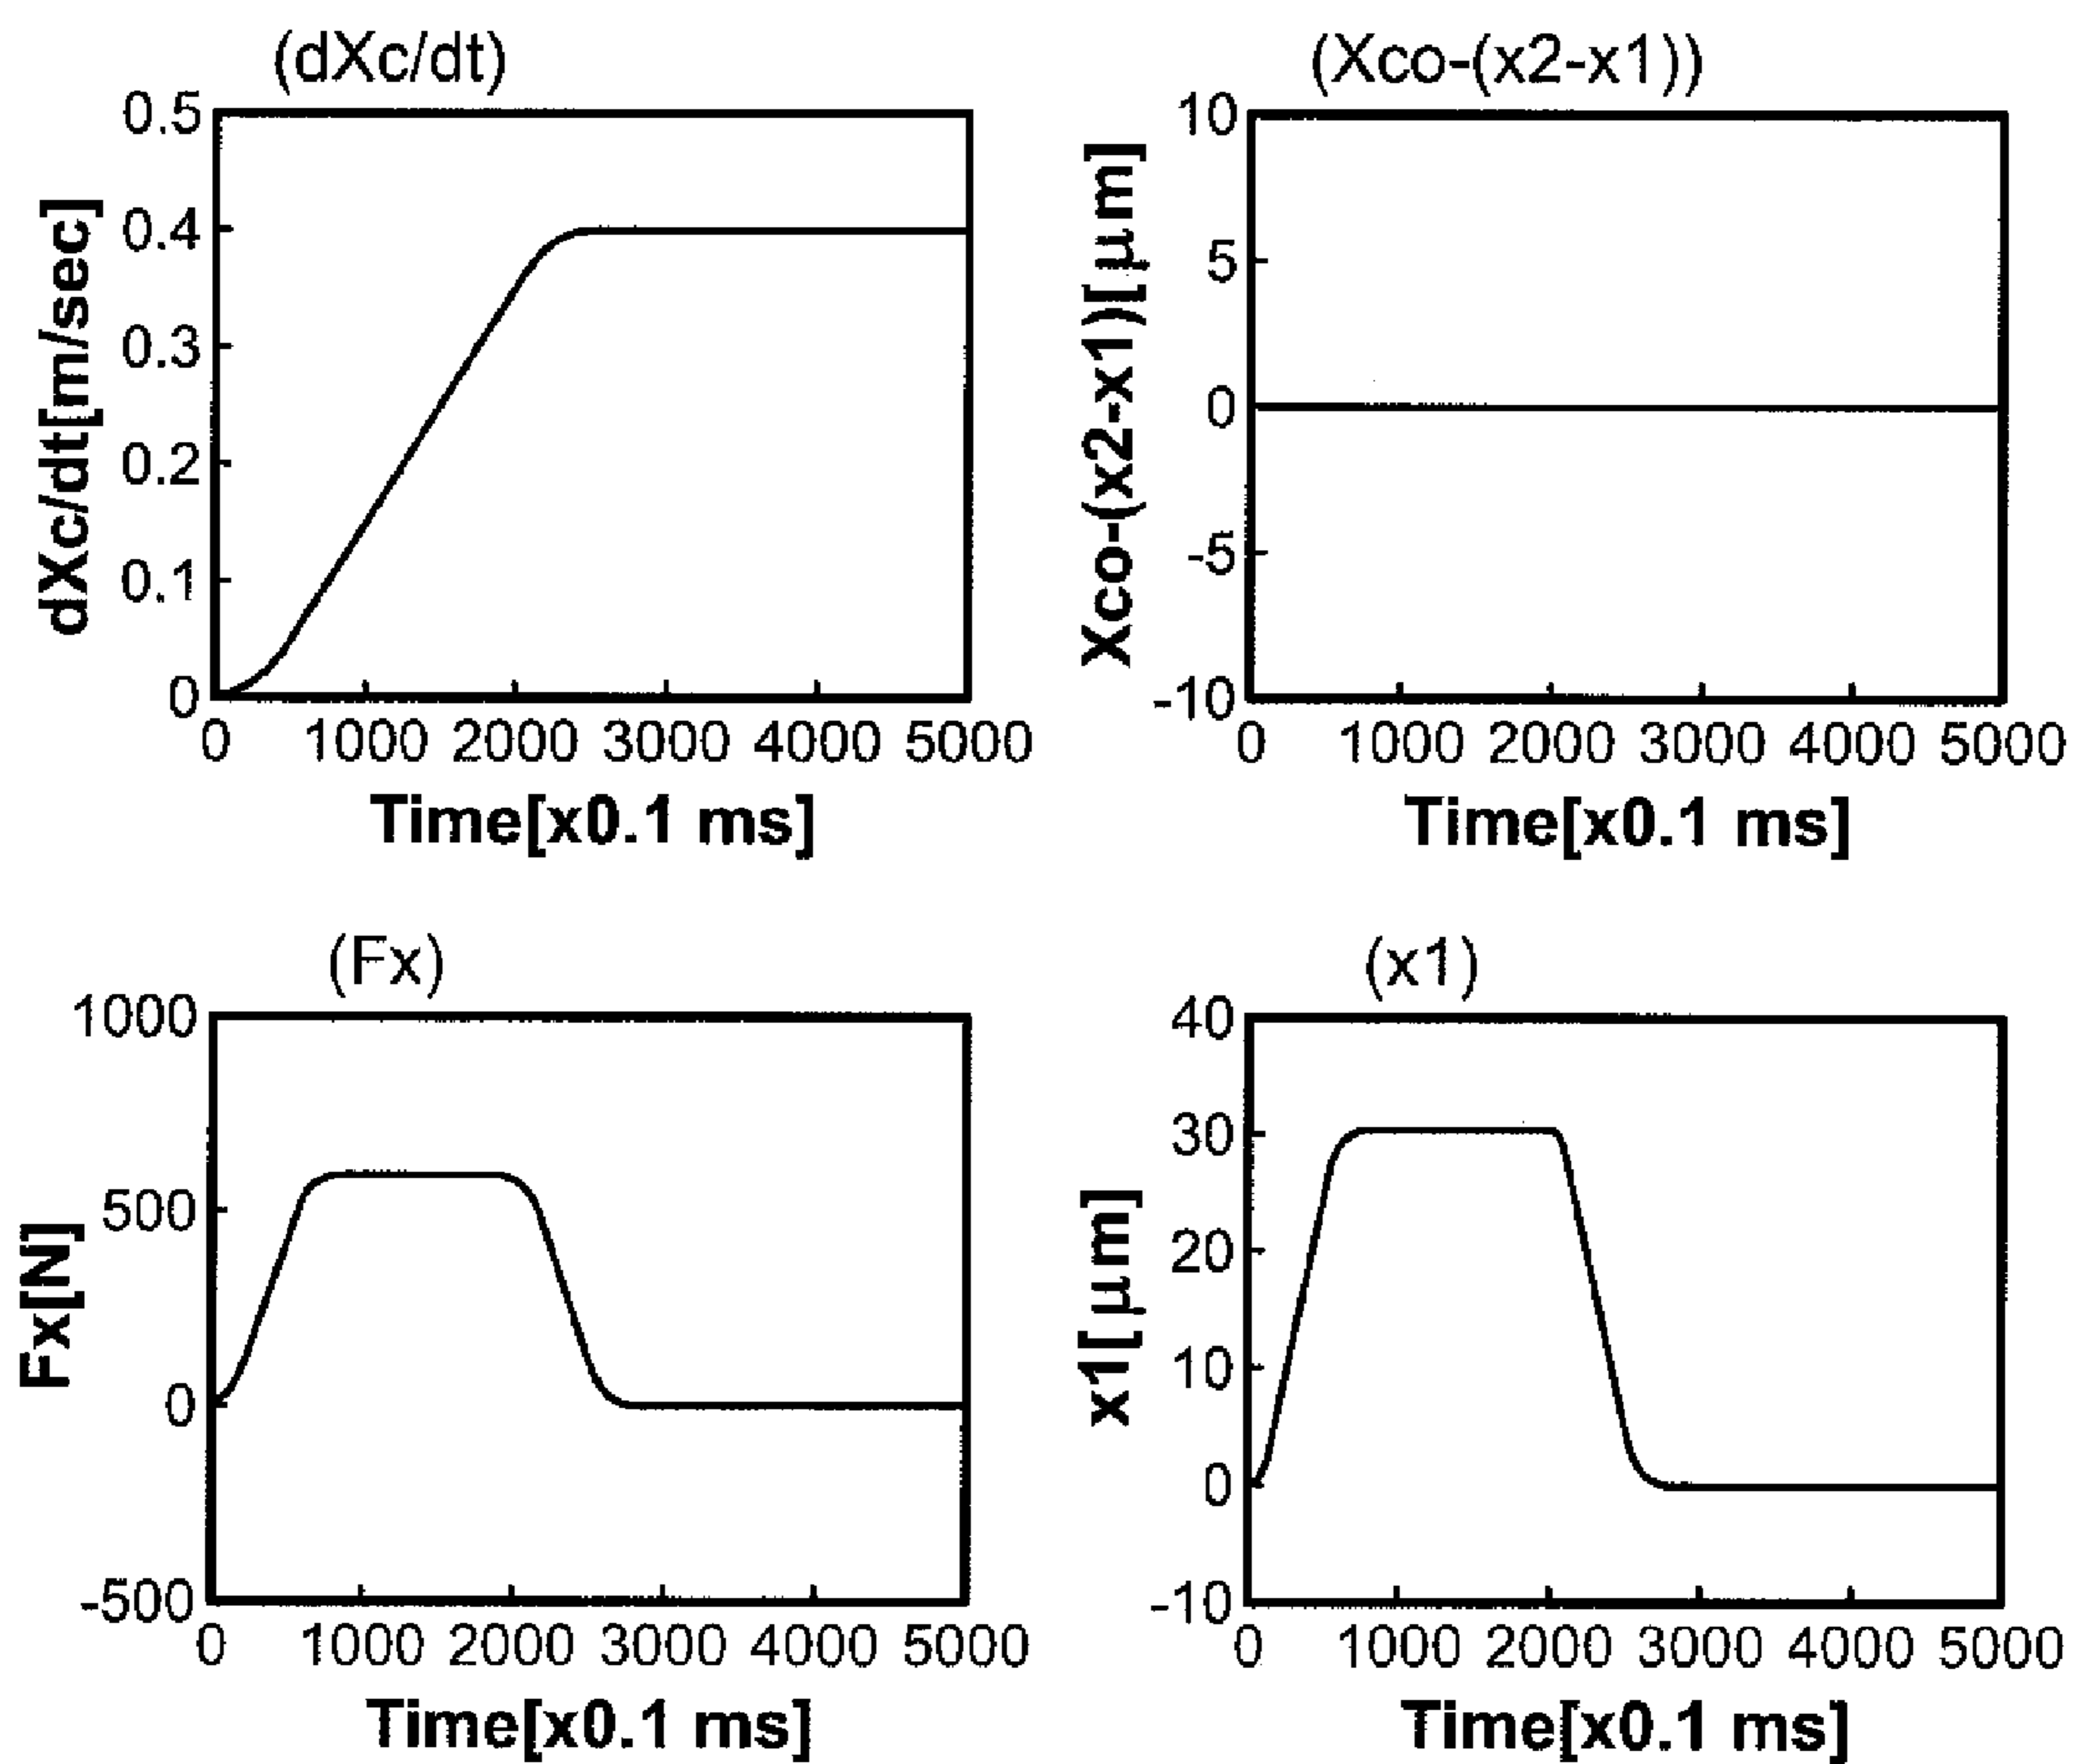 (dXc/dt)
0.5
0.4
0.3
0.2
0.1
0
dXc/dt[m/sec]
0 1000 2000 3000 4000 5000
Time[x0.1 ms]
(Xco-(x2-x1))
10
5
0
-5
-10
Xco-(x2-x1)[μm]
0 1000 2000 3000 4000 5000
Time[x0.1 ms]
(Fx)
1000
500
0
-500
Fx[N]
0 1000 2000 3000 4000 5000
Time[x0.1 ms]
(x1)
40
30
20
10
0
-10
x1[μm]
0 1000 2000 3000 4000 5000
Time[x0.1 ms]